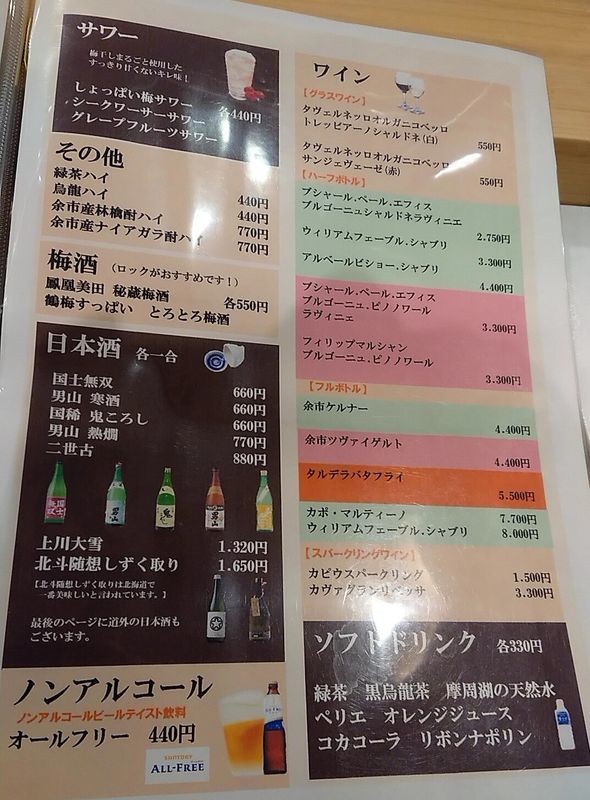 サワー
梅干しまるごと使用した
すっきり甘くないキレ味！
しょっぱい梅サワー
シークワーサーサワー 各440円
グレープフルーツサワー
その他
緑茶ハイ 440円
烏龍ハイ 440円
余市産林檎酎ハイ 770円
余市産ナイアガラ酎ハイ 770円
梅酒 （ロックがおすすめです！）
鳳凰美田 秘蔵梅酒 各550円
鶴梅すっぱい とろとろ梅酒
日本酒 各一合
国士無双 660円
男山 寒酒 660円
国稀 鬼ころし 660円
男山 熱燗 770円
二世古 880円
上川大雪 1.320円
北斗随想しずく取り 1.650円
【北斗随想しずく取りは北海道で
一番美味しいと言われています。】
最後のページに道外の日本酒も
ございます。
ノンアルコール
ノンアルコールビールテイスト飲料
オールフリー 440円
SUNTORY
ALL-FREE
ワイン
【グラスワイン】
タヴェルネッロオルガニコベッロ
トレッビアーノシャルドネ(白) 550円
タヴェルネッロオルガニコベッロ
サンジェヴェーゼ(赤) 550円
【ハーフボトル】
ブシャール.ペール.エフィス
ブルゴーニュシャルドネラヴィニエ 2.750円
ウィリアムフェーブル.シャブリ 3.300円
アルベールビショー.シャブリ 4.400円
ブシャール.ペール.エフィス
ブルゴーニュ.ピノノワール
ラヴィニェ 3.300円
フィリップマルシャン
ブルゴーニュ.ピノノワール 3.300円
【フルボトル】
余市ケルナー 4.400円
余市ツヴァイゲルト 4.400円
タルデラバタフライ 5.500円
カポ・マルティーノ 7.700円
ウィリアムフェーブル.シャブリ 8.000円
【スパークリングワイン】
カビウスパークリング 1.500円
カヴァグランリベッサ 3.300円
ソフトドリンク 各330円
緑茶 黒烏龍茶 摩周湖の天然水
ペリエ オレンジジュース
コカコーラ リボンナポリン